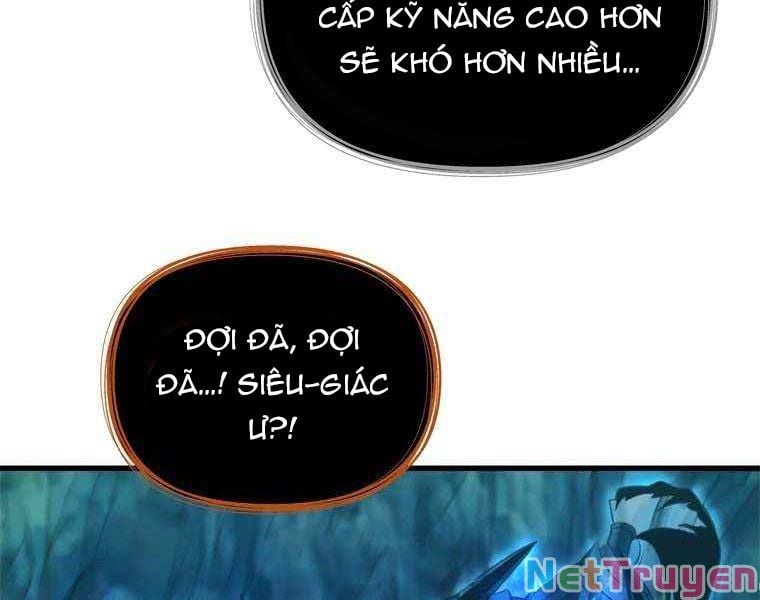 CẤP KỸ NĂNG CAO HƠN
SẼ KHÓ HƠN NHIỀU...
ĐỢI ĐÃ, ĐỢI
ĐÃ...! SIÊU-GIÁC
Ư?!
NetTruyen